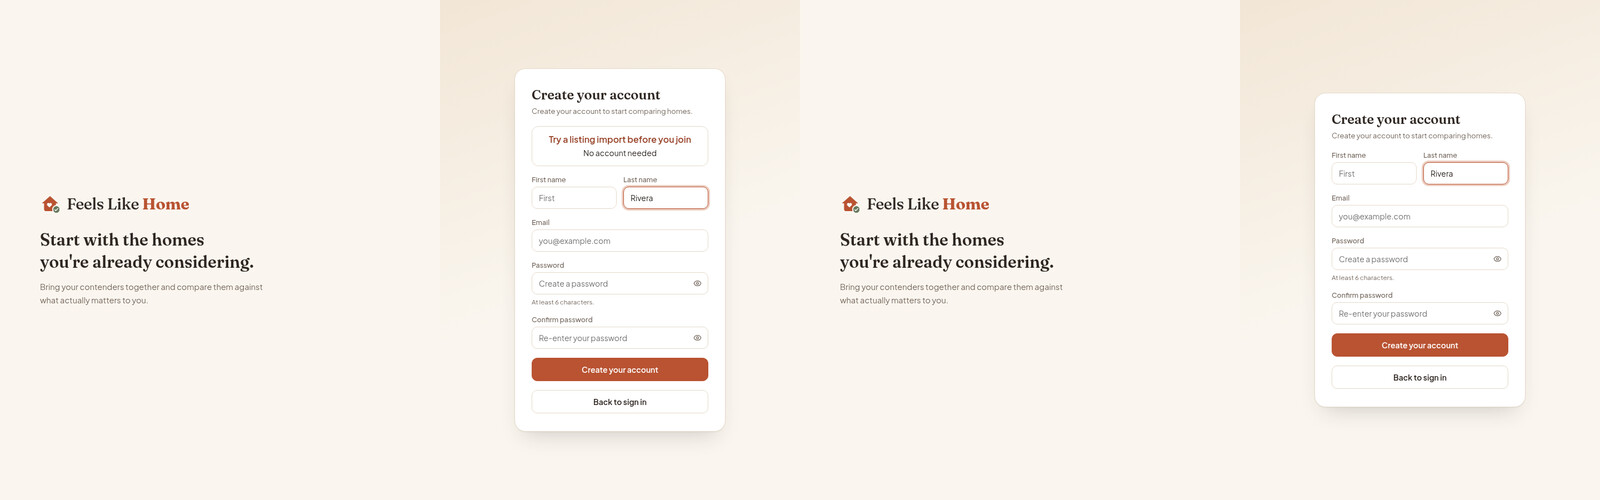 Feels Like Home
Start with the homes
you're already considering.
Bring your contenders together and compare them against
what actually matters to you.
Create your account
Create your account to start comparing homes.
Try a listing import before you join
No account needed
First name
Last name
First
Rivera
Email
you@example.com
Password
Create a password
At least 6 characters.
Confirm password
Re-enter your password
Create your account
Back to sign in
Feels Like Home
Start with the homes
you're already considering.
Bring your contenders together and compare them against
what actually matters to you.
Create your account
Create your account to start comparing homes.
First name
Last name
First
Rivera
Email
you@example.com
Password
Create a password
At least 6 characters.
Confirm password
Re-enter your password
Create your account
Back to sign in